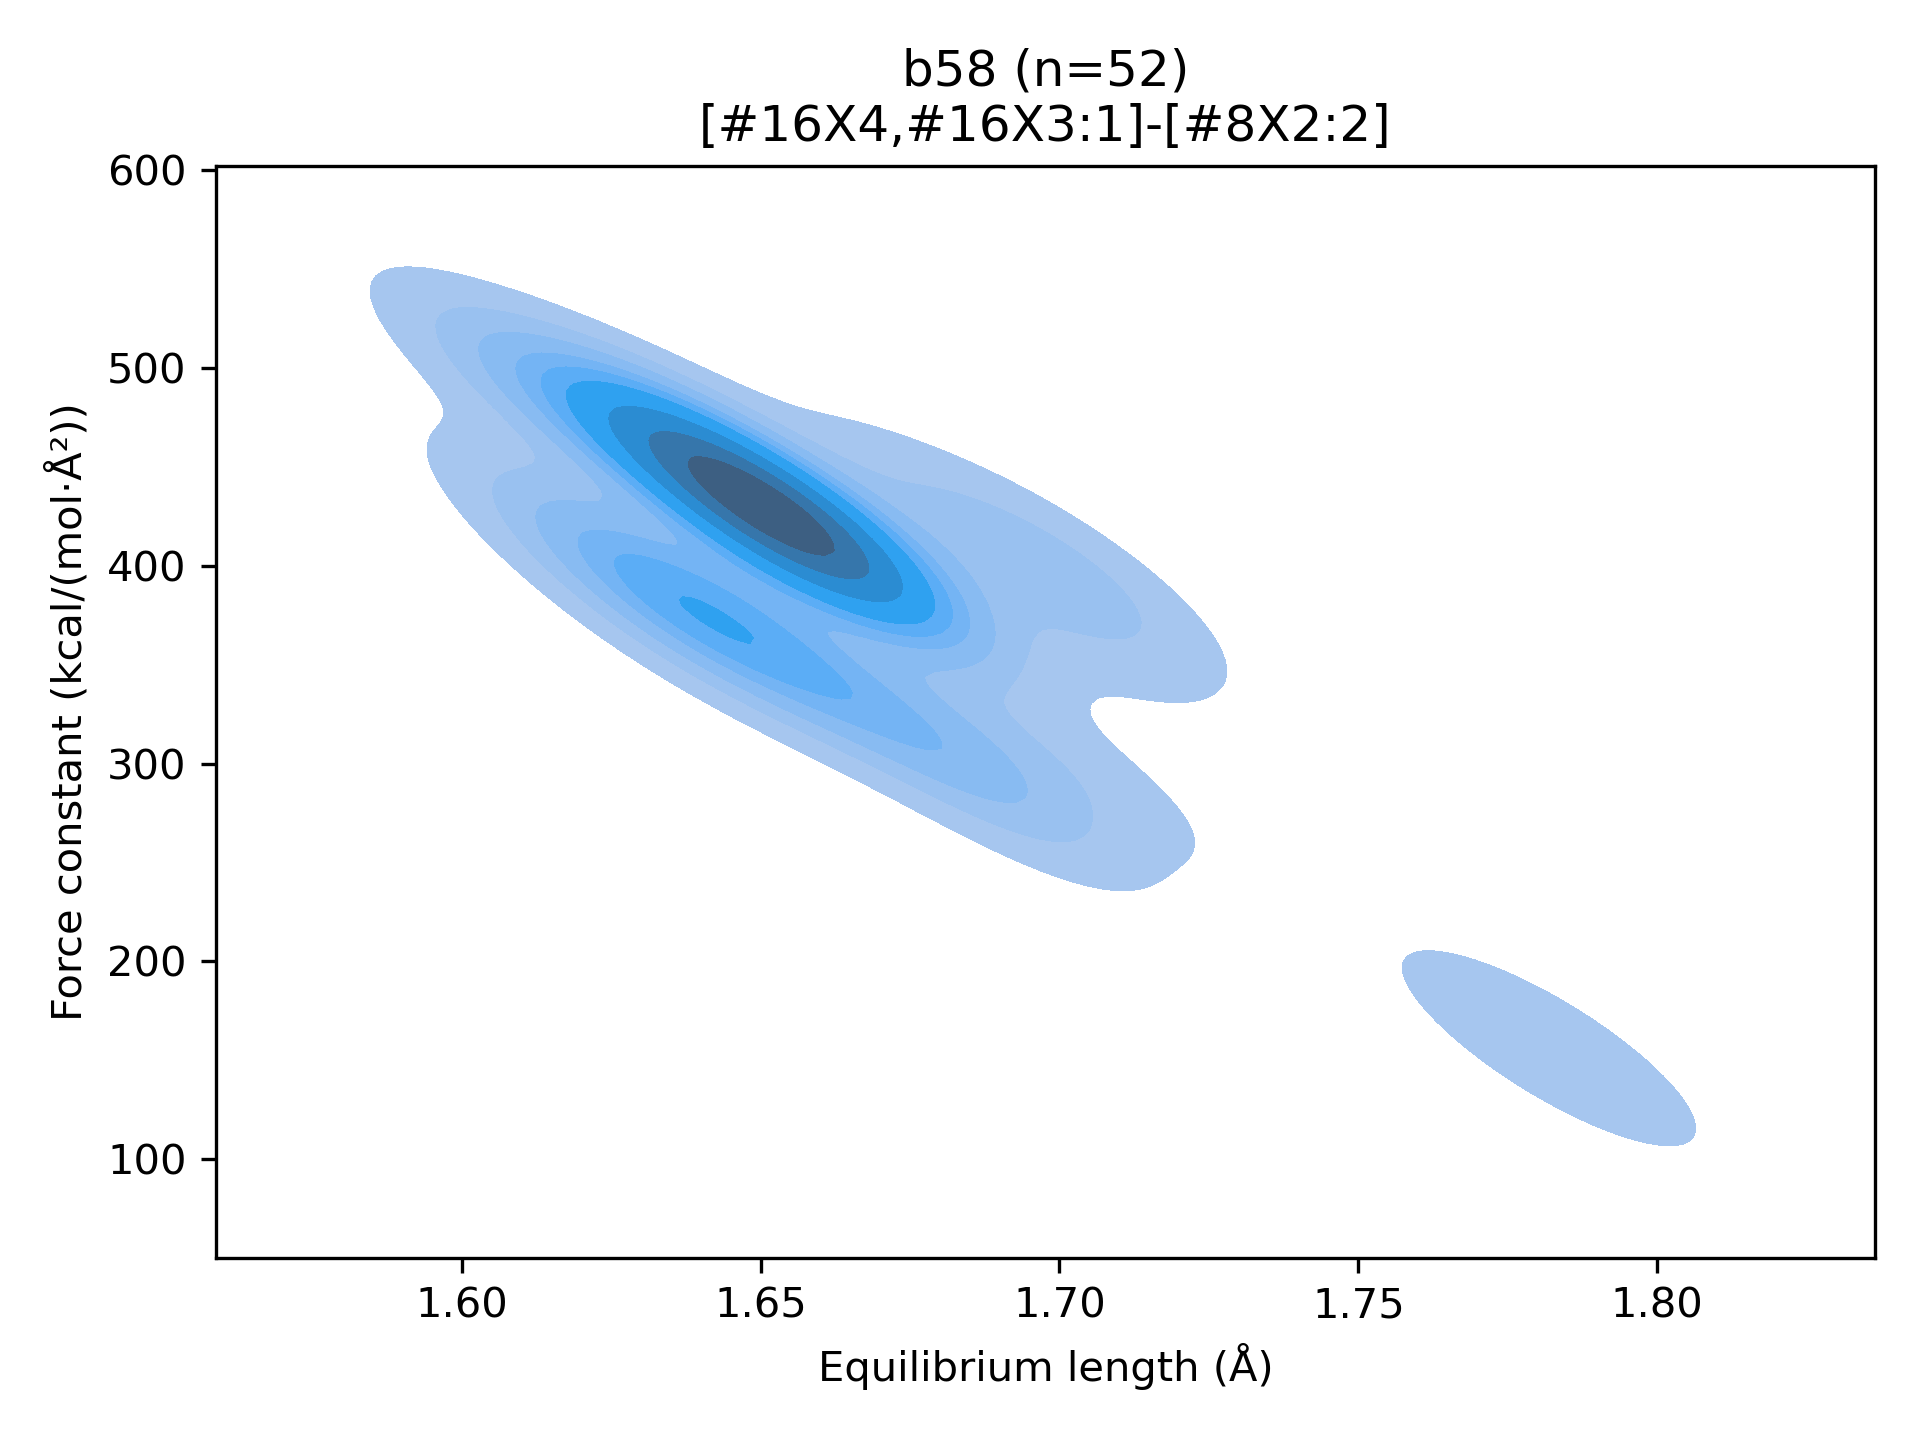 b58 (n=52)
[#16X4,#16X3:1]-[#8X2:2]
Force constant (kcal/(mol·Å²))
600
500
400
300
200
100
1.60
1.65
1.70
1.75
1.80
Equilibrium length (Å)